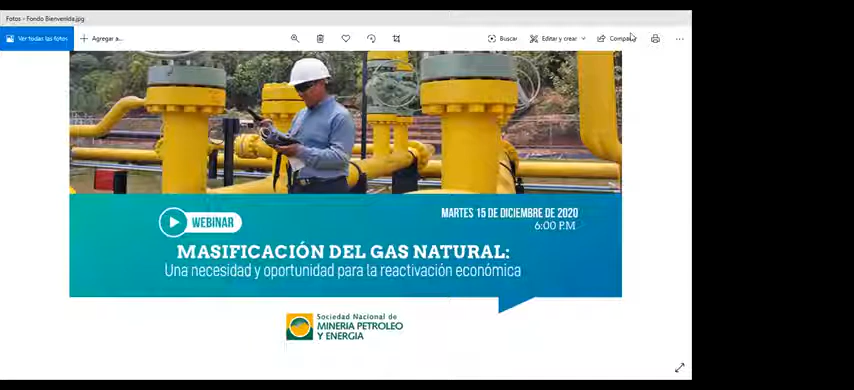 Fotos - Fondo Bienvenida.jpg
Ver todas las fotos
Agregar a...
Buscar
Editar y crear
WEBINAR
MARTES 15 DE DICIEMBRE DE 2020
6:00 P.M
MASIFICACIÓN DEL GAS NATURAL:
Una necesidad y oportunidad para la reactivación económica
Sociedad Nacional de
MINERIA PETROLEO
Y ENERGIA